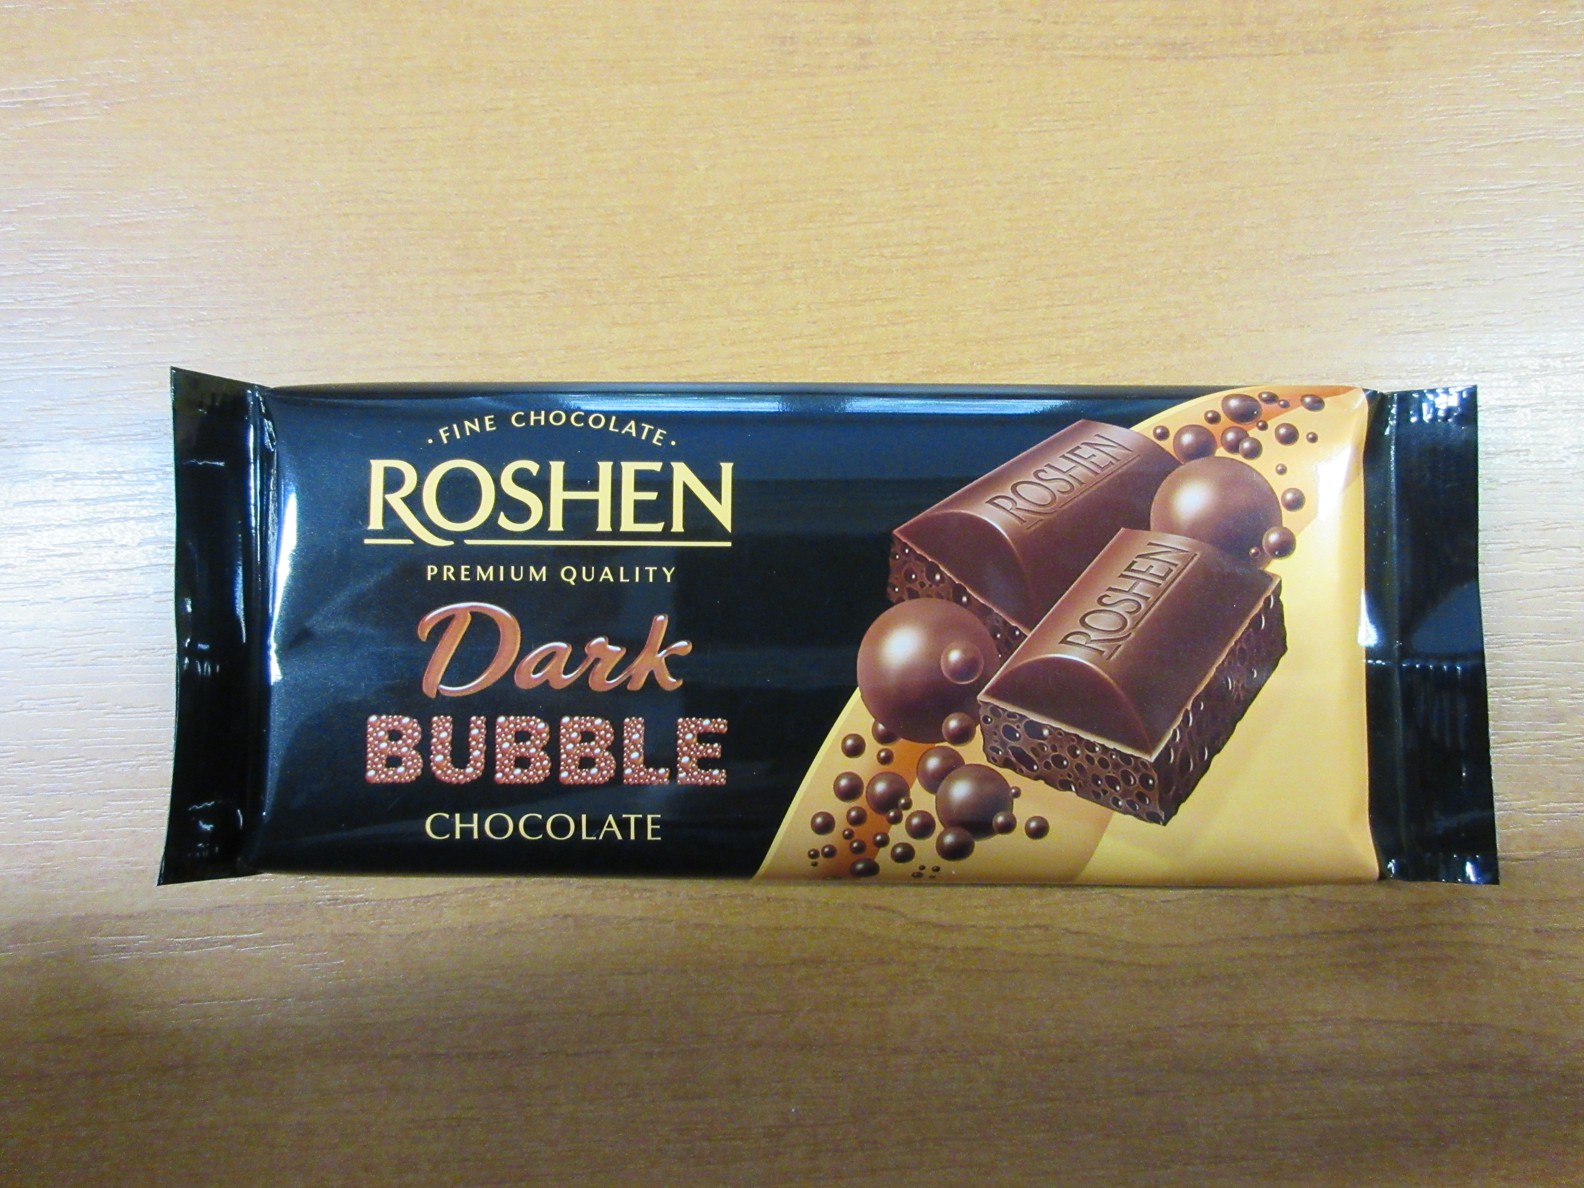 · FINE CHOCOLATE ·
ROSHEN
PREMIUM QUALITY
Dark
BUBBLE
CHOCOLATE
ROSHEN
ROSHEN